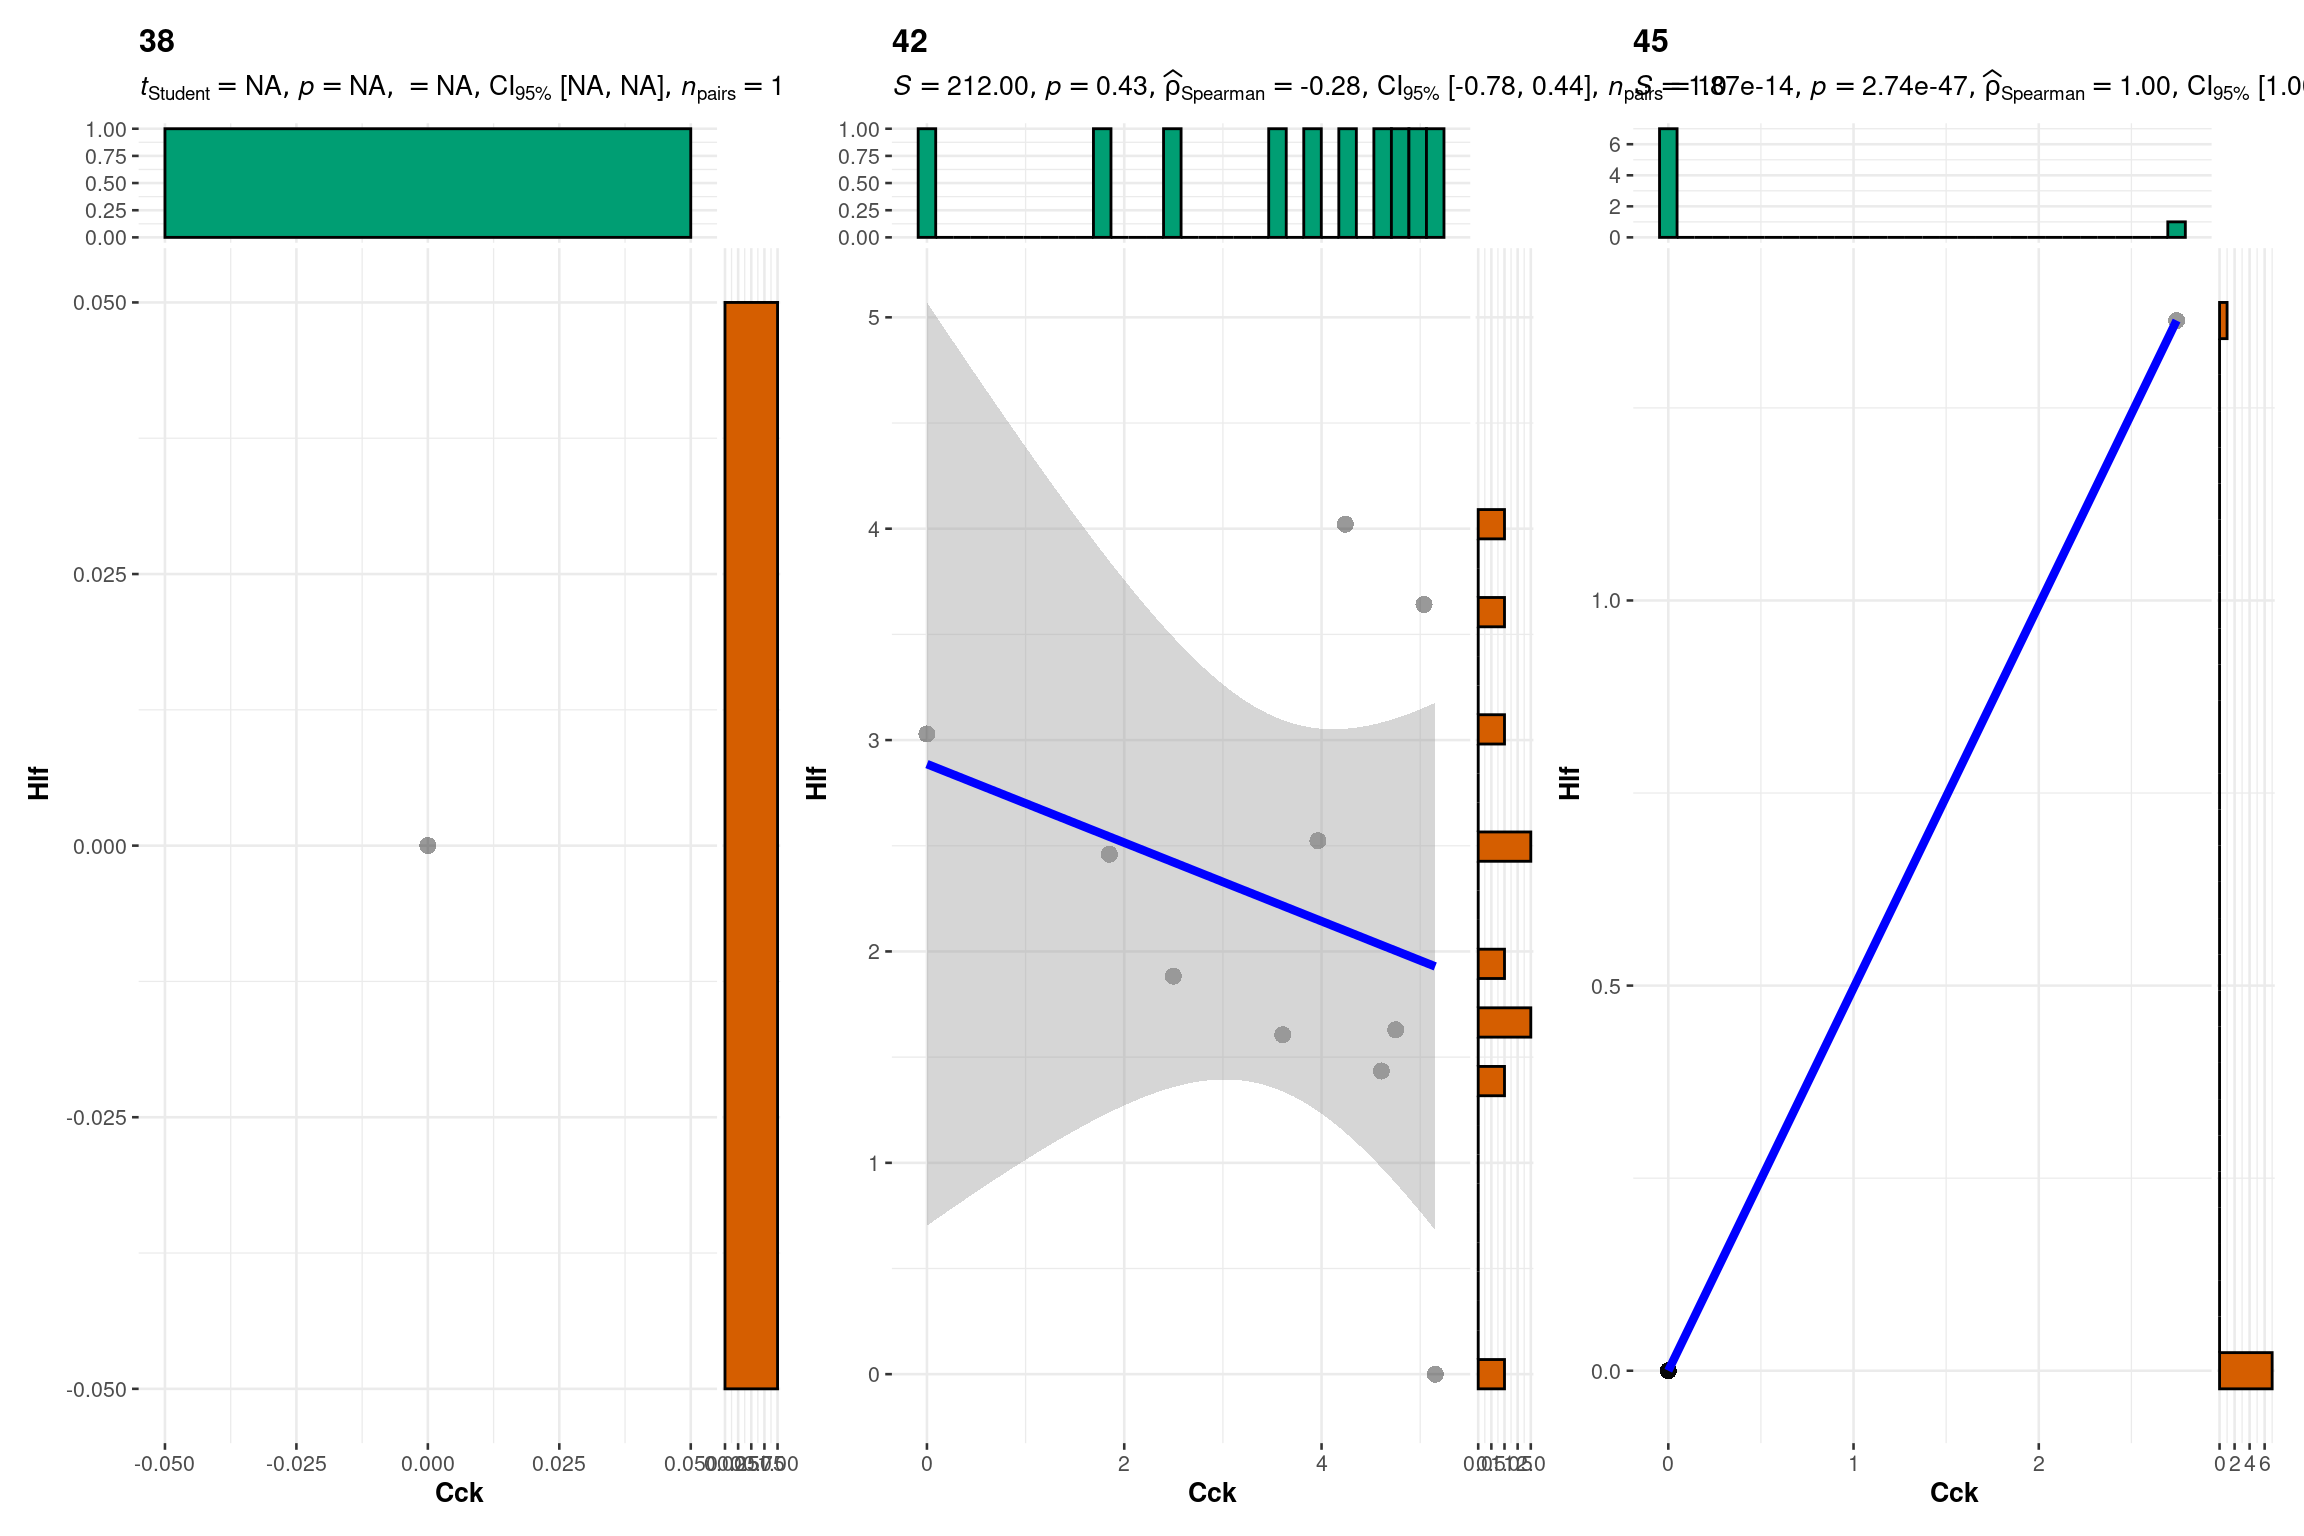 38 42 45
tStudent = NA, p = NA, = NA, CI95% [NA, NA], npairs = 1
S = 212.00, p = 0.43, ρ̂Spearman = -0.28, CI95% [-0.78, 0.44], npairs = 10
p = 2.74e-47, ρ̂Spearman = 1.00, CI95% [1.00
1.00 1.00 6
0.75 0.75 4
0.50 0.50 2
0.25 0.25 0
0.00 0.00
Hlf
0.050
0.025
0.000
-0.025
-0.050
-0.050 -0.025 0.000 0.025 0.050
Cck
Hlf
5
4
3
2
1
0
0 2 4
Cck
Hlf
1.0
0.5
0.0
0 1 2
0 2 4 6
Cck